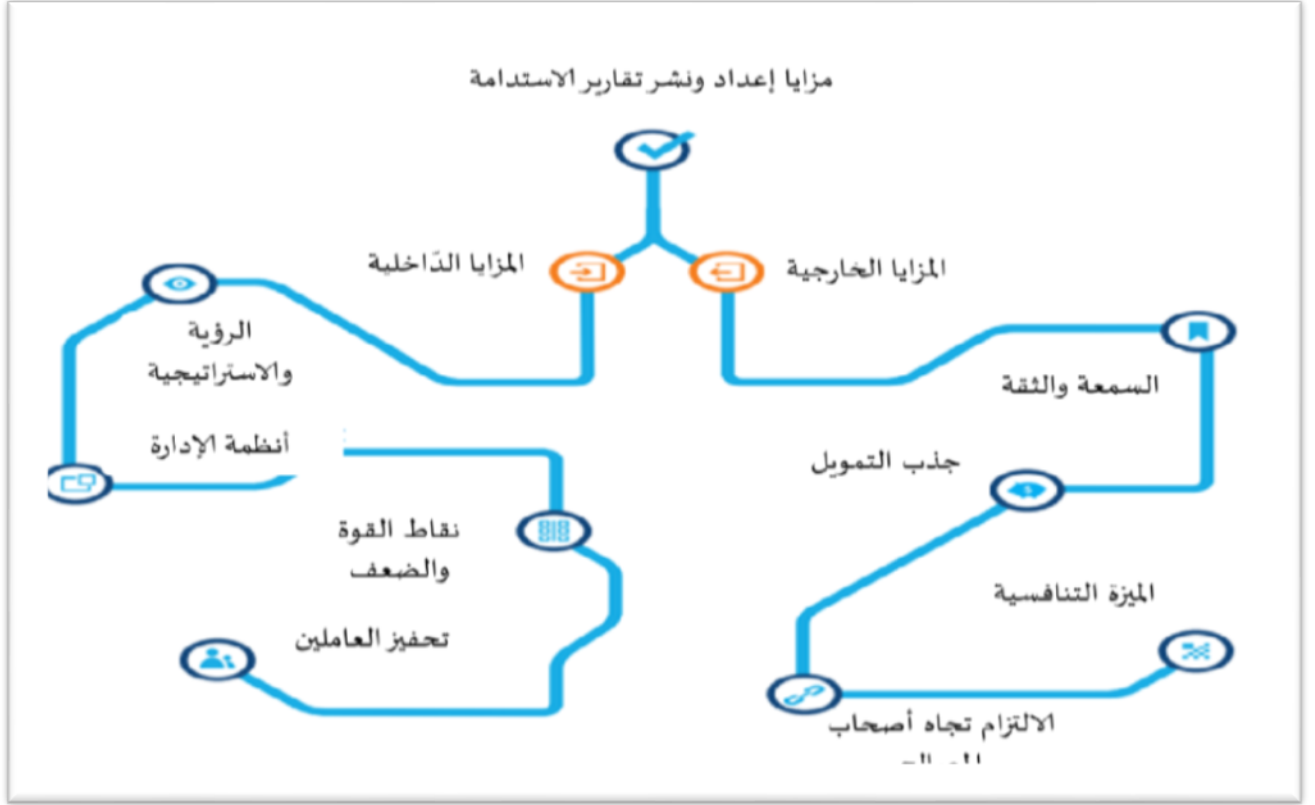 مزايا إعداد ونشر تقارير الاستدامة
المزايا الخارجية
المزايا الدّاخلية
السمعة والثقة
جذب التمويل
الميزة التنافسية
الالتزام تجاه أصحاب
الرؤية
والاستراتيجية
أنظمة الإدارة
نقاط القوة
والضعف
تحفيز العاملين